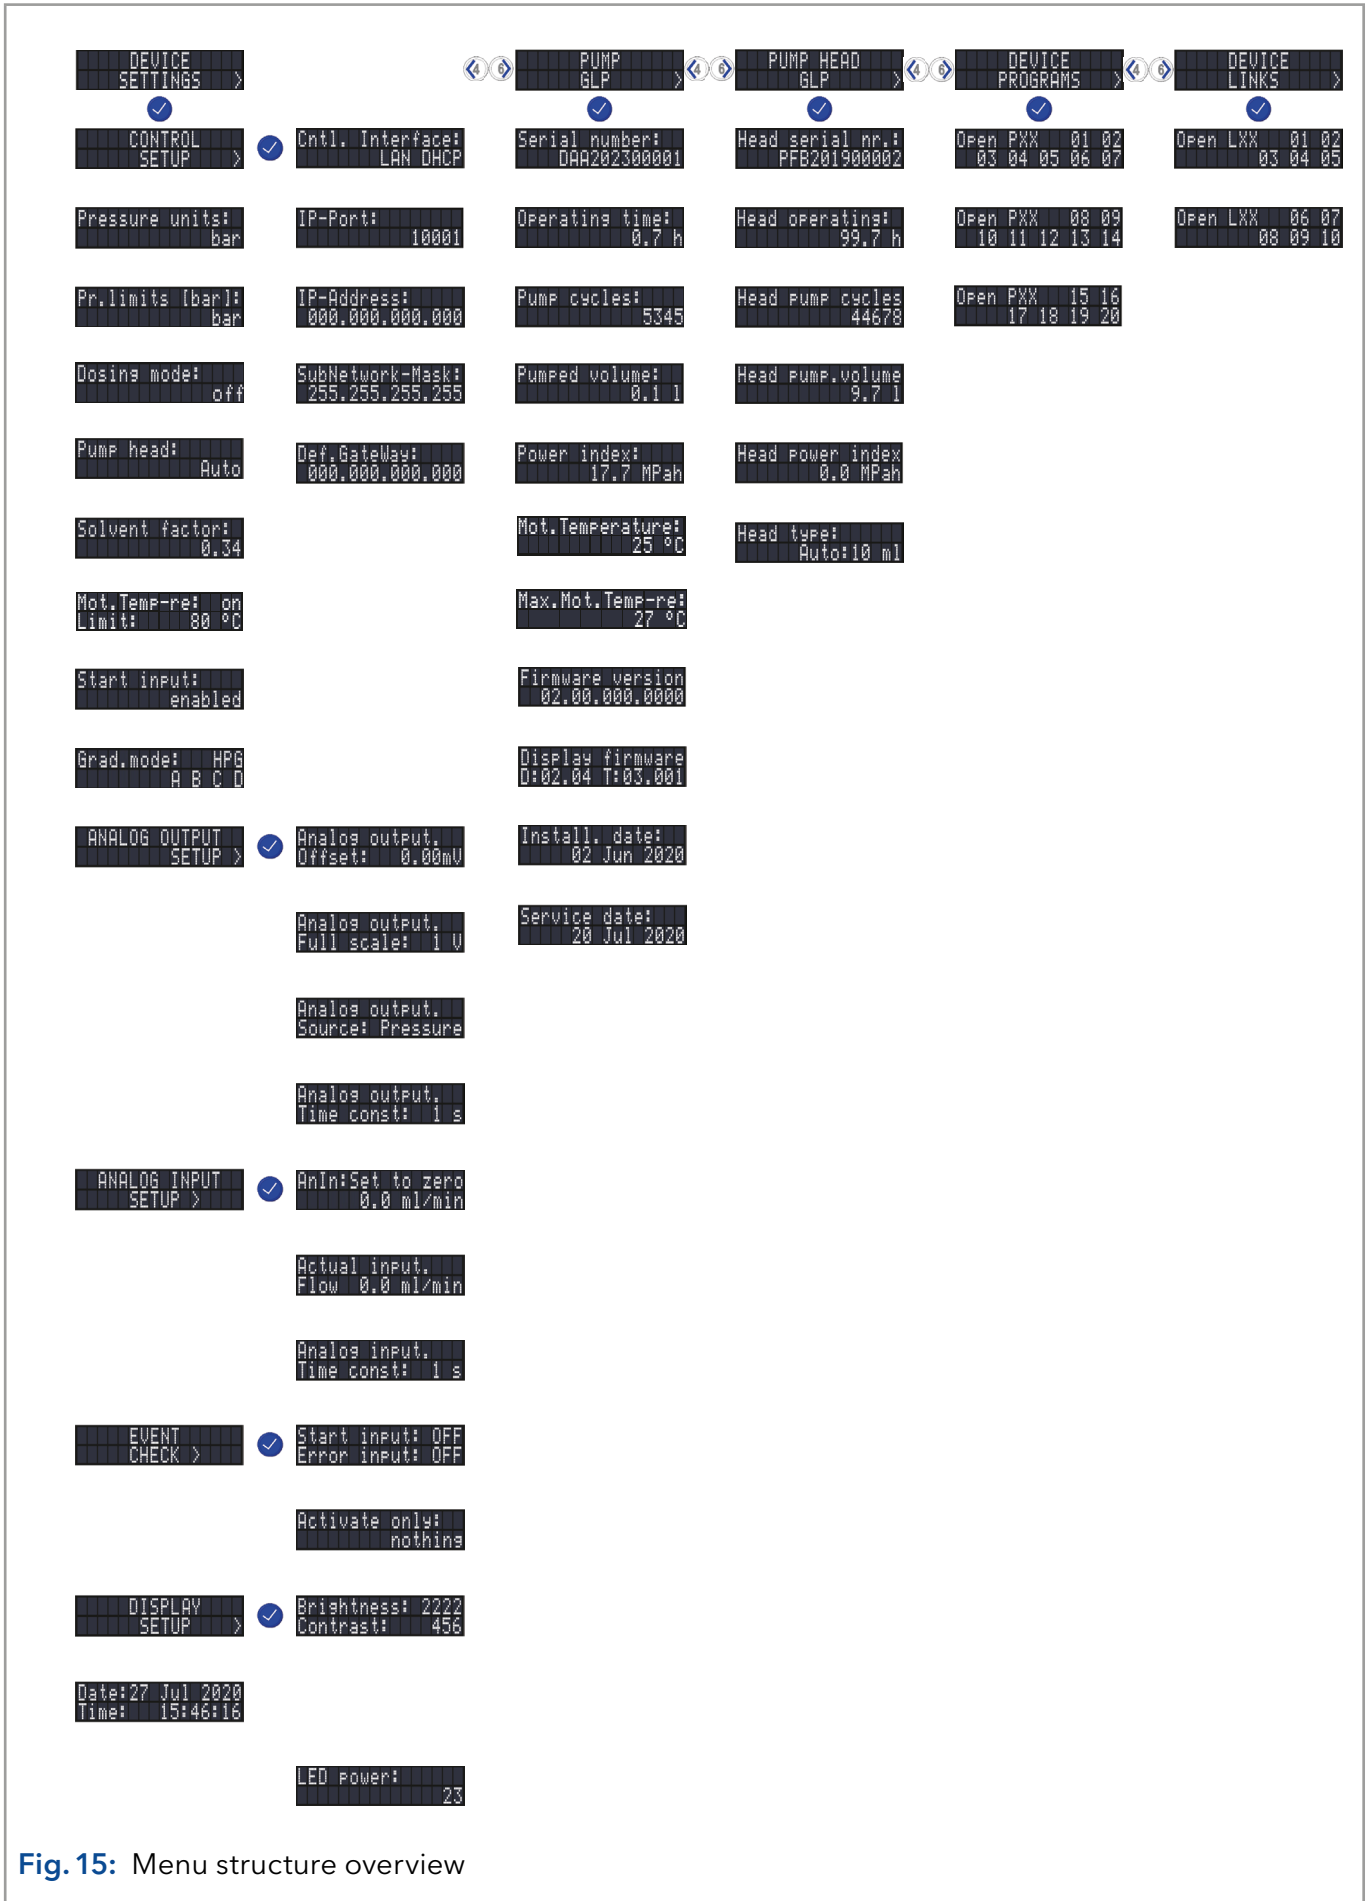 DEVICE
SETTINGS >
4 6
PUMP
GLP >
4 6
PUMP HEAD
GLP >
4 6
DEVICE
PROGRAMS >
4 6
DEVICE
LINKS >
CONTROL
SETUP >
Cntl. Interface:
LAN DHCP
Serial number:
DAA202300001
Head serial nr.:
PFB201900002
Open PXX 01 02
03 04 05 06 07
Open LXX 01 02
03 04 05
Pressure units:
bar
IP-Port:
10001
Operating time:
0.7 h
Head operating:
99.7 h
Open PXX 08 09
10 11 12 13 14
Open LXX 06 07
08 09 10
Pr.limits [bar]:
bar
IP-Address:
000.000.000.000
Pump cycles:
5345
Head pump cycles
44678
Open PXX 15 16
17 18 19 20
Dosing mode:
off
SubNetwork-Mask:
255.255.255.255
Pumped volume:
0.1 l
Head pump.volume
9.7 l
Pump head:
Auto
Def.GateWay:
000.000.000.000
Power index:
17.7 MPah
Head power index
0.0 MPah
Solvent factor:
0.34
Mot.Temperature:
25 °C
Head type:
Auto:10 ml
Mot.Temp-re: on
Limit: 80 °C
Max.Mot.Temp-re:
27 °C
Start input:
enabled
Firmware version
02.00.000.0000
Grad.mode: HPG
A B C D
Display firmware
D:02.04 T:03.001
ANALOG OUTPUT
SETUP >
Analog output.
Offset: 0.00mV
Install. date:
02 Jun 2020
Analog output.
Full scale: 1 V
Service date:
20 Jul 2020
Analog output.
Source: Pressure
Analog output.
Time const: 1 s
ANALOG INPUT
SETUP >
AnIn:Set to zero
0.0 ml/min
Actual input.
Flow 0.0 ml/min
Analog input.
Time const: 1 s
EVENT
CHECK >
Start input: OFF
Error input: OFF
Activate only:
nothing
DISPLAY
SETUP >
Brightness: 2222
Contrast: 456
Date:27 Jul 2020
Time: 15:46:16
LED power:
23
Fig. 15: Menu structure overview